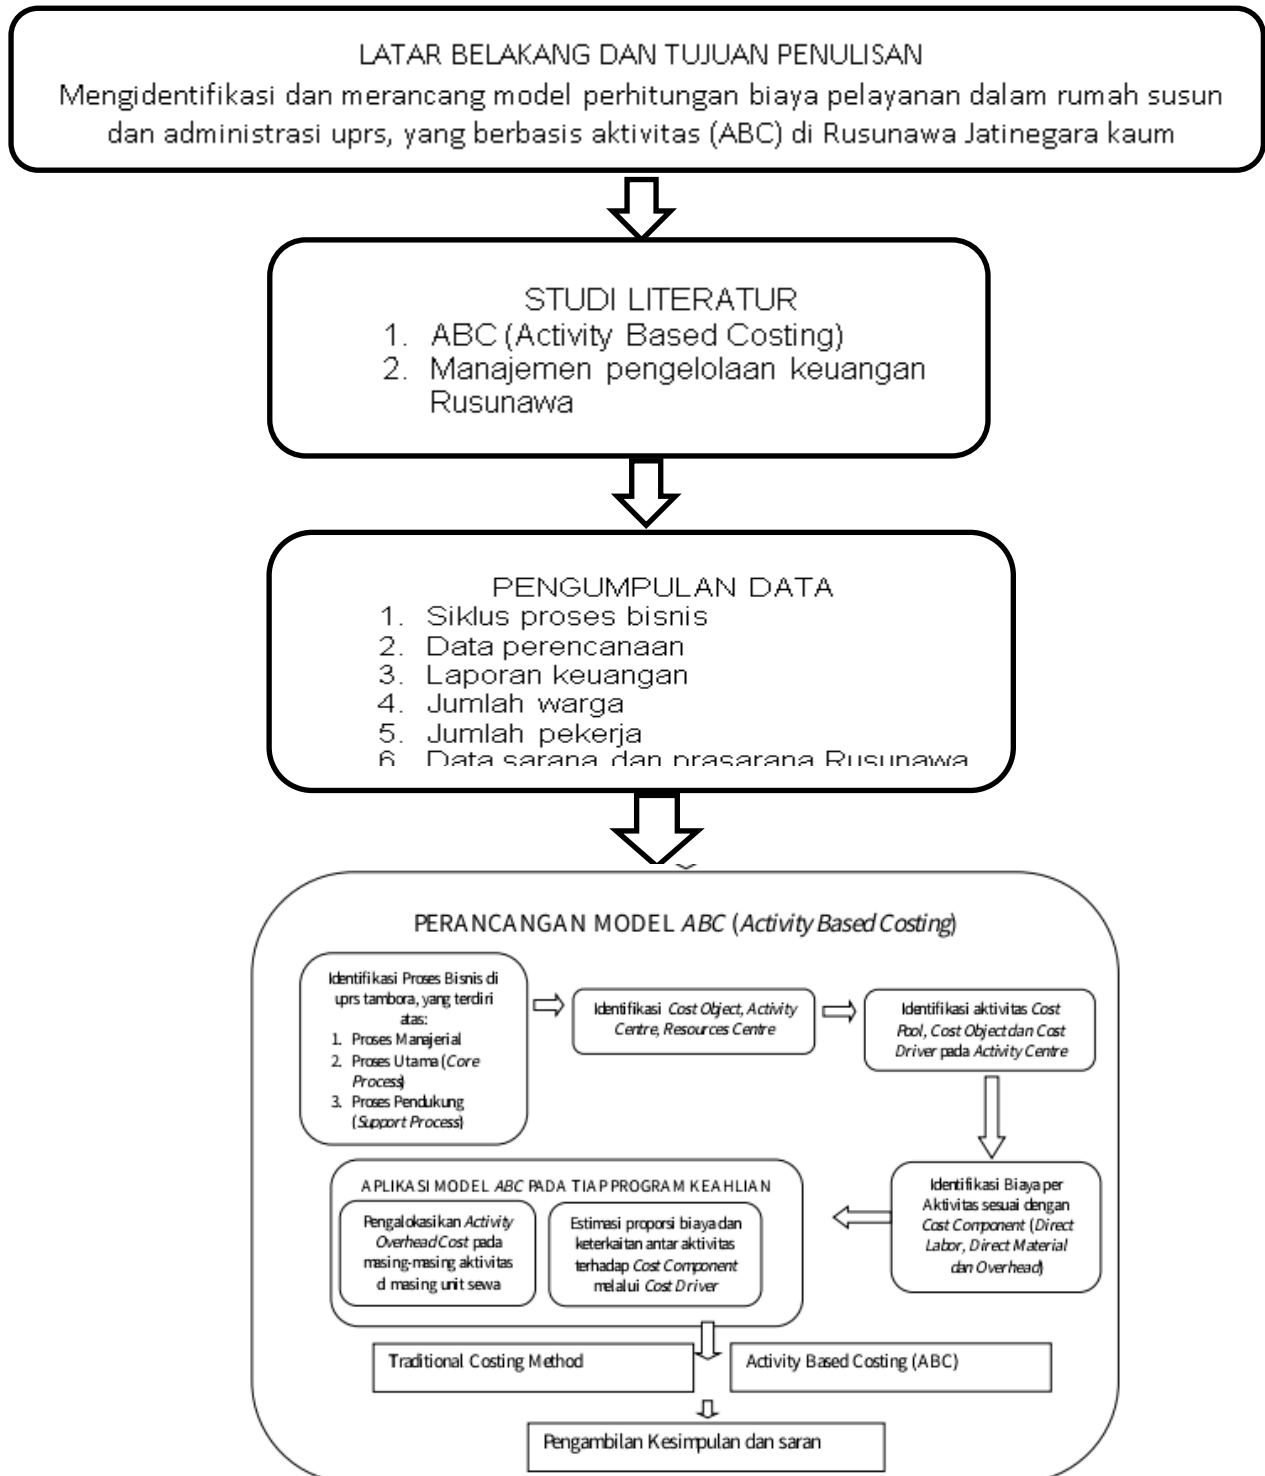 LATAR BELAKANG DAN TUJUAN PENULISAN
Mengidentifikasi dan merancang model perhitungan biaya pelayanan dalam rumah susun
dan administrasi uprs, yang berbasis aktivitas (ABC) di Rusunawa Jatinegara kaum
STUDI LITERATUR
1. ABC (Activity Based Costing)
2. Manajemen pengelolaan keuangan
Rusunawa
PENGUMPULAN DATA
1. Siklus proses bisnis
2. Data perencanaan
3. Laporan keuangan
4. Jumlah warga
5. Jumlah pekerja
6. Data sarana dan prasarana Rusunawa
PERANCANGAN MODEL ABC (Activity Based Costing)
Identifikasi Proses Bisnis di
uprs tambora, yang terdiri
atas:
1. Proses Manajerial
2. Proses Utama (Core
Process)
3. Proses Pendukung
(Support Process)
Identifikasi Cost Object, Activity
Centre, Resources Centre
Identifikasi aktivitas Cost
Pool, Cost Object dan Cost
Driver pada Activity Centre
Identifikasi Biaya per
Aktivitas sesuai dengan
Cost Component (Direct
Labor, Direct Material
dan Overhead)
APLIKASI MODEL ABC PADA TIAP PROGRAM KEAHLIAN
Pengalokasikan Activity
Overhead Cost pada
masing-masing aktivitas
di masing unit sewa
Estimasi proporsi biaya dan
keterkaitan antar aktivitas
terhadap Cost Component
melalui Cost Driver
Traditional Costing Method
Activity Based Costing (ABC)
Pengambilan Kesimpulan dan saran